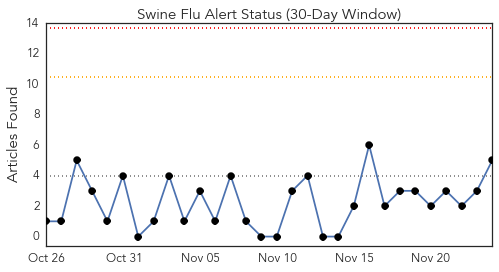 Swine Flu Alert Status (30-Day Window)
Articles Found
14
12
10
8
6
4
2
0
Oct 26 Oct 31 Nov 05 Nov 10 Nov 15 Nov 20